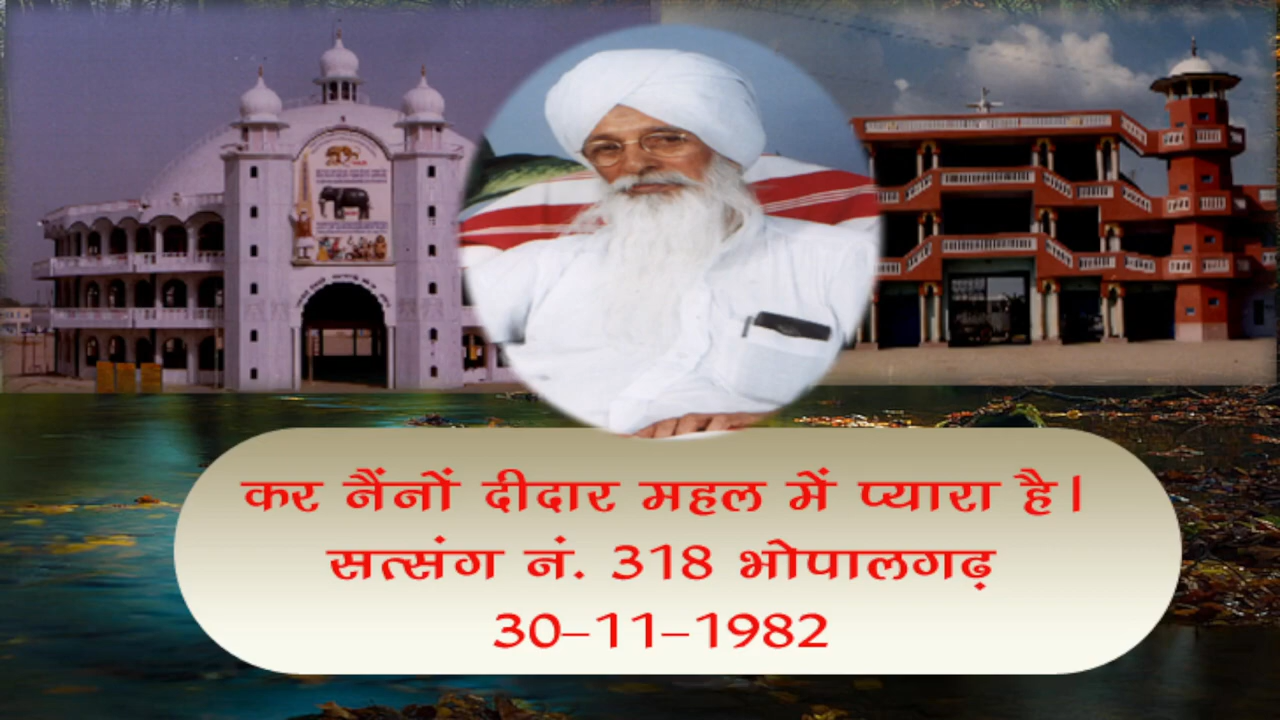 कर नैंनों दीदार महल में प्यारा है।
सत्संग नं. 318 भोपालगढ़
30-11-1982